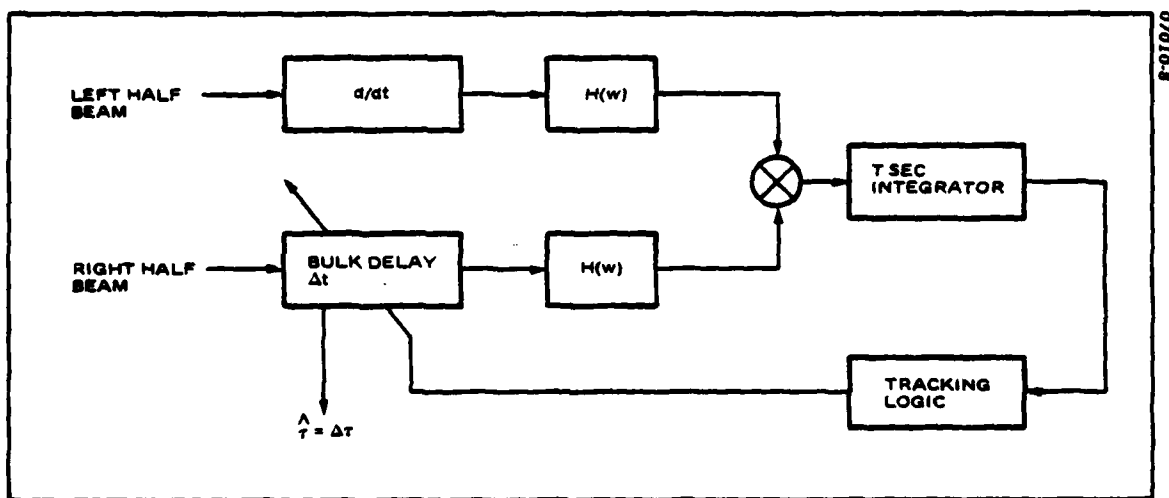 LEFT HALF
BEAM
d/dt
H(w)
T SEC
INTEGRATOR
RIGHT HALF
BEAM
BULK DELAY
Δt
H(w)
TRACKING
LOGIC
τ̂ = Δτ